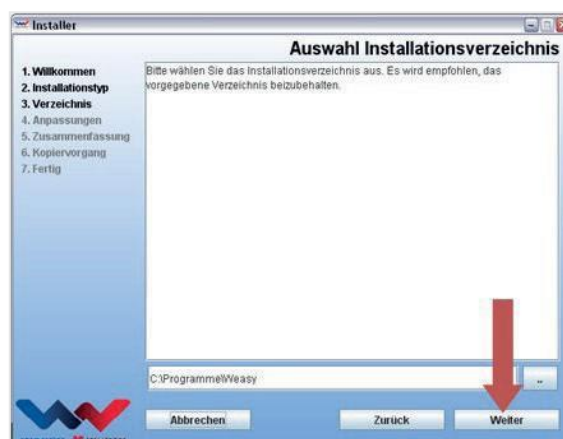 Installer
Auswahl Installationsverzeichnis
1. Willkommen
2. Installationstyp
3. Verzeichnis
4. Anpassungen
5. Zusammenfassung
6. Kopiervorgang
7. Fertig
Bitte wählen Sie das Installationsverzeichnis aus. Es wird empfohlen, das
vorgegebene Verzeichnis beizubehalten.
C:\Programme\Weasy
..
Abbrechen
Zurück
Weiter